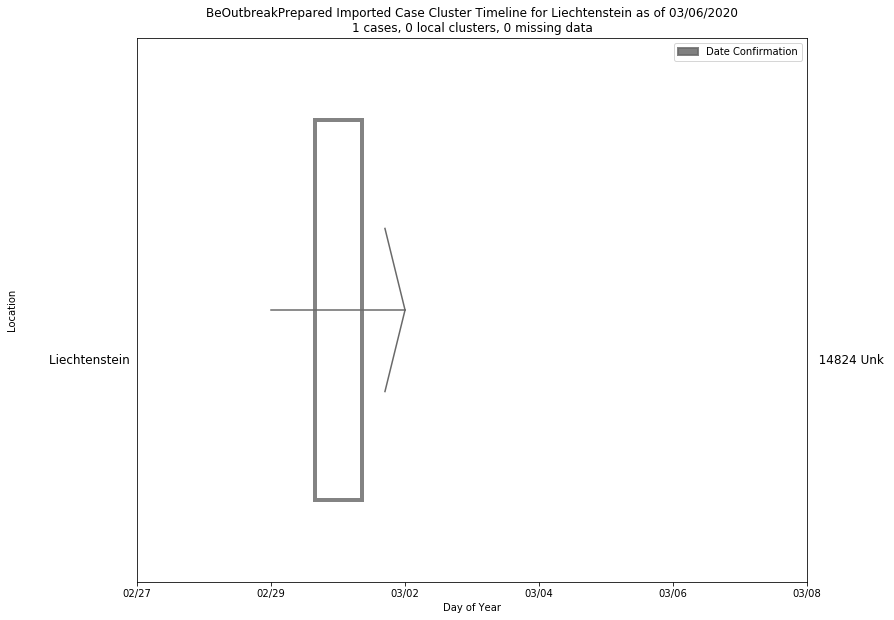 BeOutbreakPrepared Imported Case Cluster Timeline for Liechtenstein as of 03/06/2020
1 cases, 0 local clusters, 0 missing data
Date Confirmation
Location
Liechtenstein
14824 Unk
02/27
02/29
03/02
03/04
03/06
03/08
Day of Year